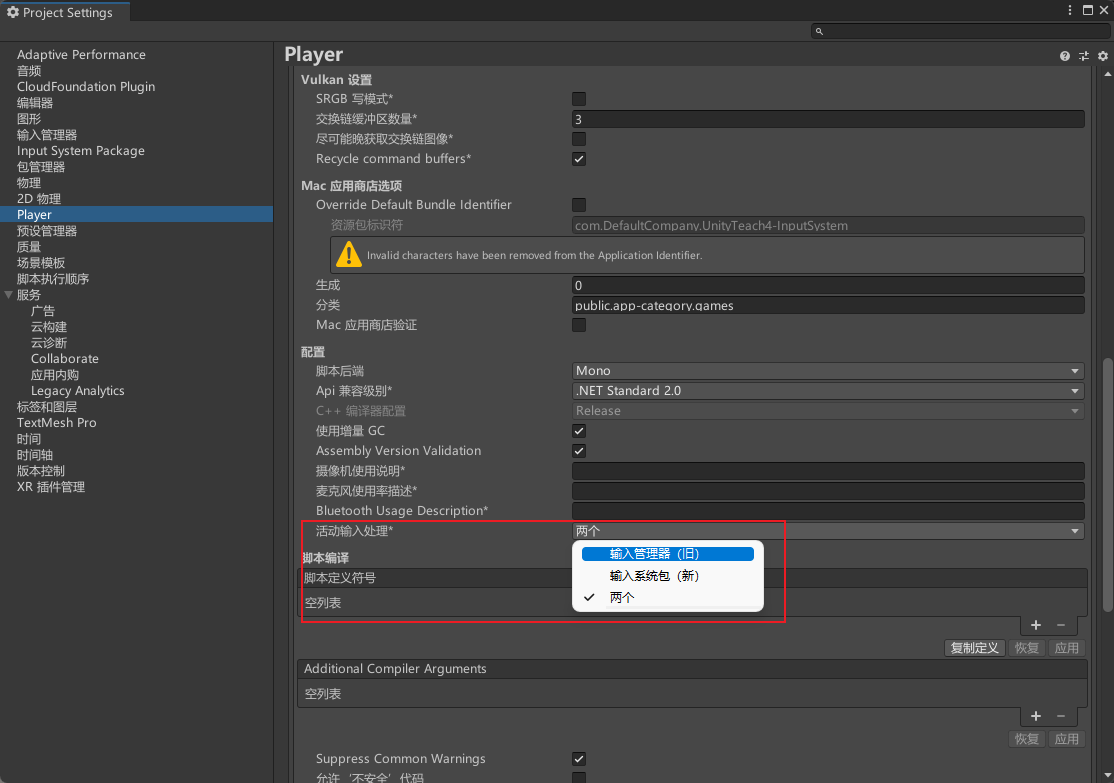 Project Settings
Adaptive Performance
音频
CloudFoundation Plugin
编辑器
图形
输入管理器
Input System Package
包管理器
物理
2D 物理
Player
预设管理器
质量
场景模板
脚本执行顺序
服务
广告
云构建
云诊断
Collaborate
应用内购
Legacy Analytics
标签和图层
TextMesh Pro
时间
时间轴
版本控制
XR 插件管理
Player
Vulkan 设置
SRGB 写模式*
交换链缓冲区数量* 3
尽可能晚获取交换链图像*
Recycle command buffers*
Mac 应用商店选项
Override Default Bundle Identifier
资源包标识符 com.DefaultCompany.UnityTeach4-InputSystem
Invalid characters have been removed from the Application Identifier.
生成 0
分类 public.app-category.games
Mac 应用商店验证
配置
脚本后端 Mono
Api 兼容级别* .NET Standard 2.0
C++ 编译器配置 Release
使用增量 GC
Assembly Version Validation
摄像机使用说明*
麦克风使用率描述*
Bluetooth Usage Description*
活动输入处理* 两个
输入管理器（旧）
输入系统包（新）
两个
脚本编译
脚本定义符号
空列表
复制定义 恢复 应用
Additional Compiler Arguments
空列表
恢复 应用
Suppress Common Warnings
允许‘不安全’代码